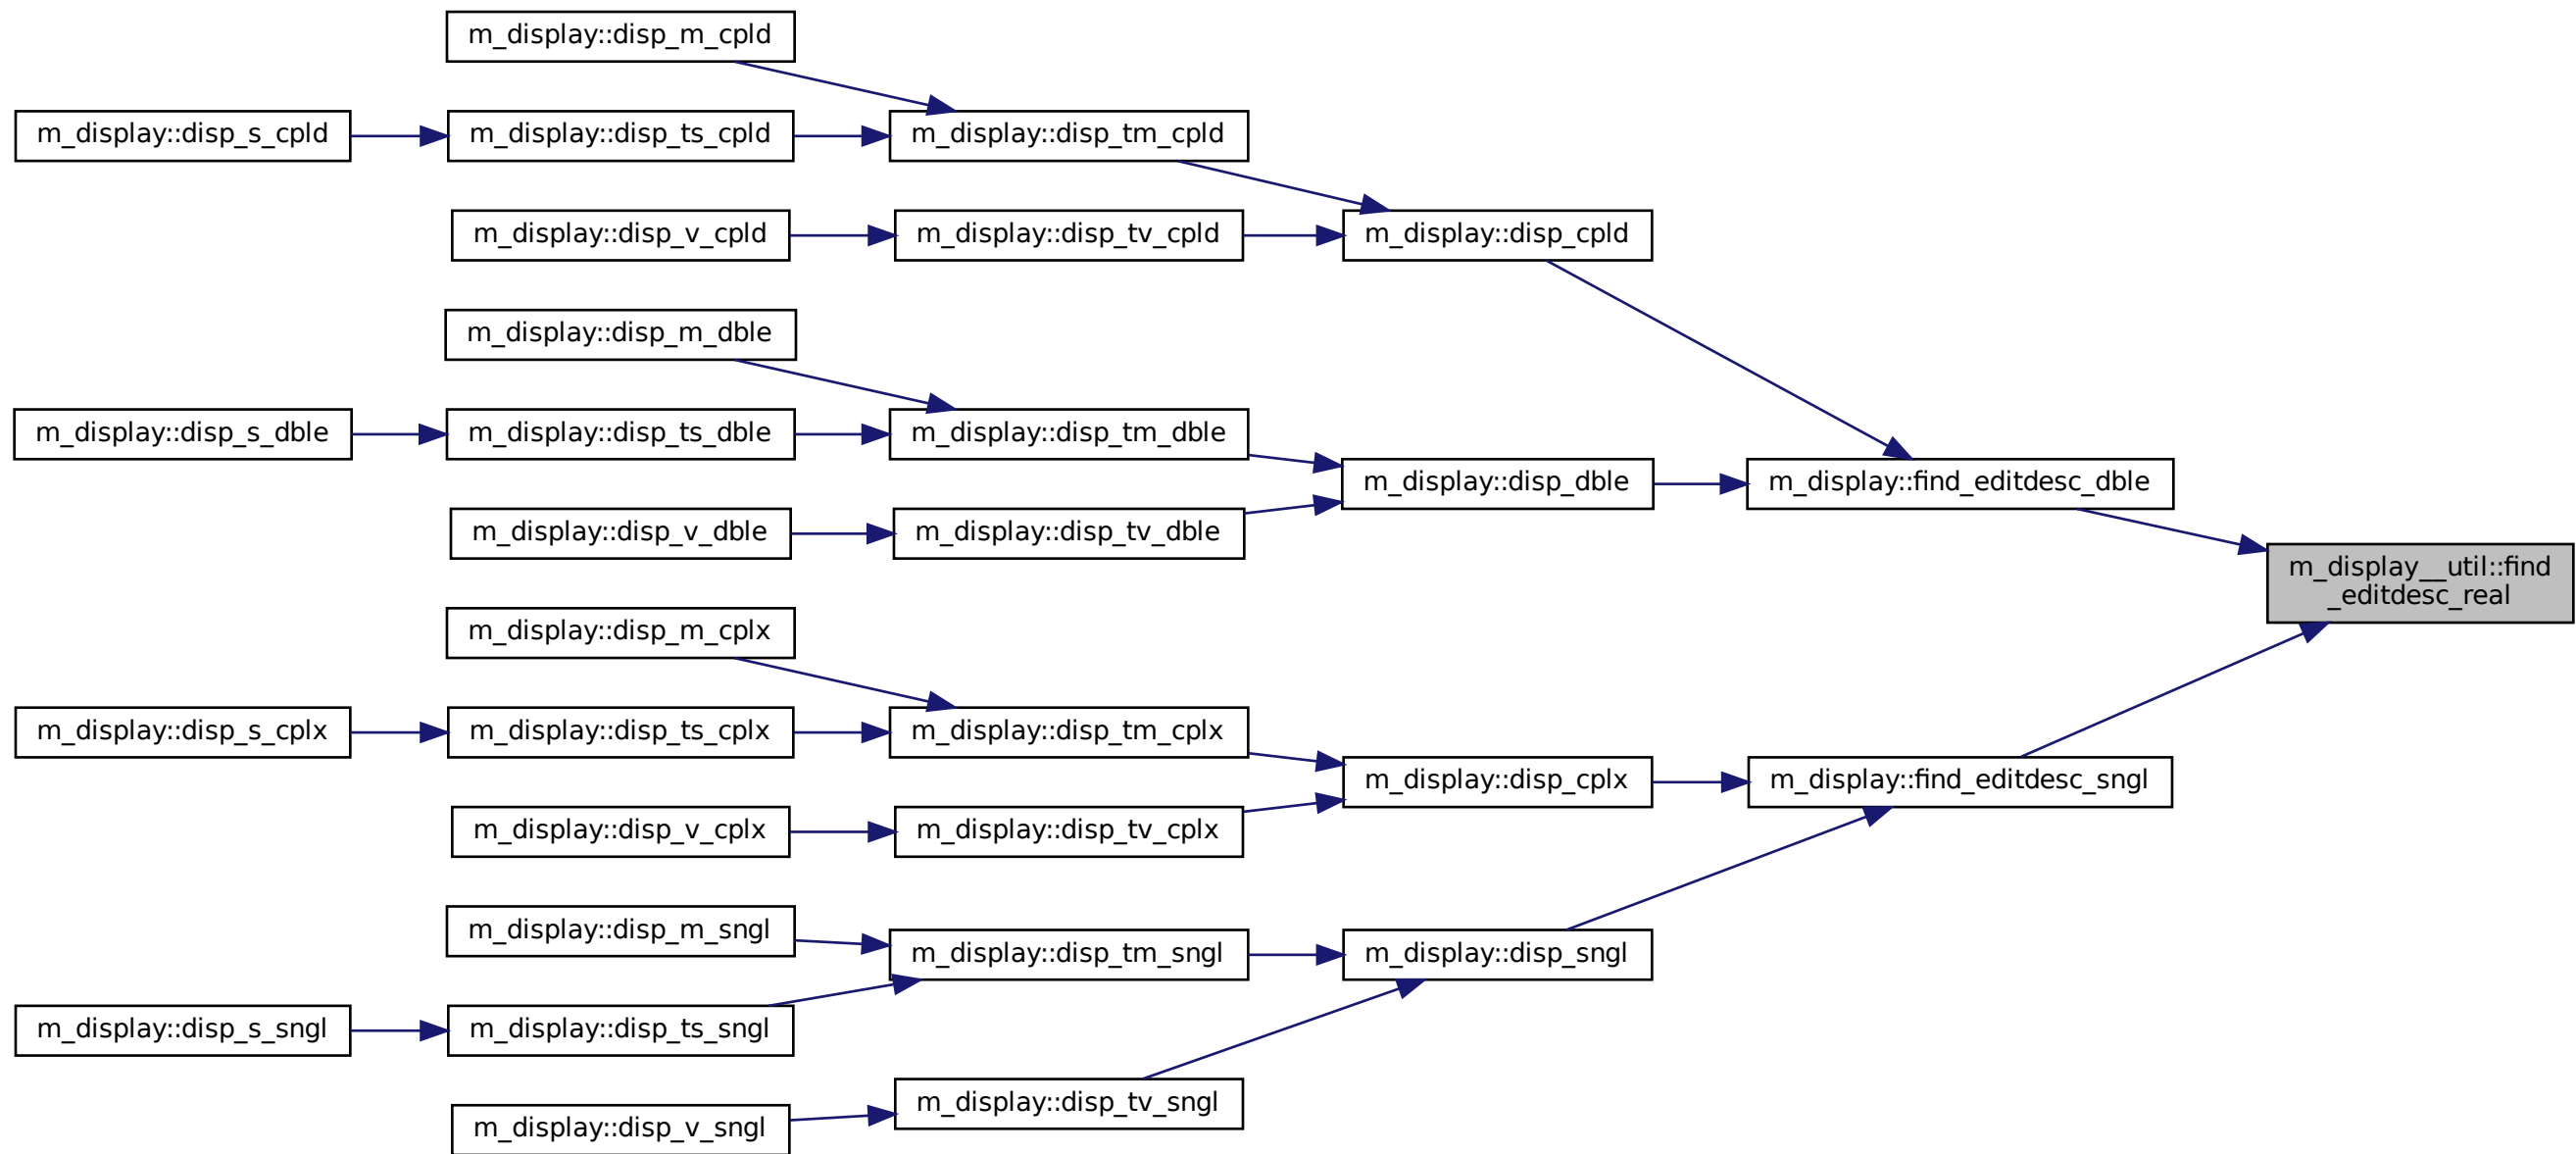 m_display::disp_m_cpld
m_display::disp_s_cpld
m_display::disp_ts_cpld
m_display::disp_tm_cpld
m_display::disp_v_cpld
m_display::disp_tv_cpld
m_display::disp_cpld
m_display::disp_m_dble
m_display::disp_s_dble
m_display::disp_ts_dble
m_display::disp_tm_dble
m_display::disp_dble
m_display::find_editdesc_dble
m_display::disp_v_dble
m_display::disp_tv_dble
m_display__util::find
_editdesc_real
m_display::disp_m_cplx
m_display::disp_s_cplx
m_display::disp_ts_cplx
m_display::disp_tm_cplx
m_display::disp_cplx
m_display::find_editdesc_sngl
m_display::disp_v_cplx
m_display::disp_tv_cplx
m_display::disp_m_sngl
m_display::disp_tm_sngl
m_display::disp_sngl
m_display::disp_s_sngl
m_display::disp_ts_sngl
m_display::disp_tv_sngl
m_display::disp_v_sngl